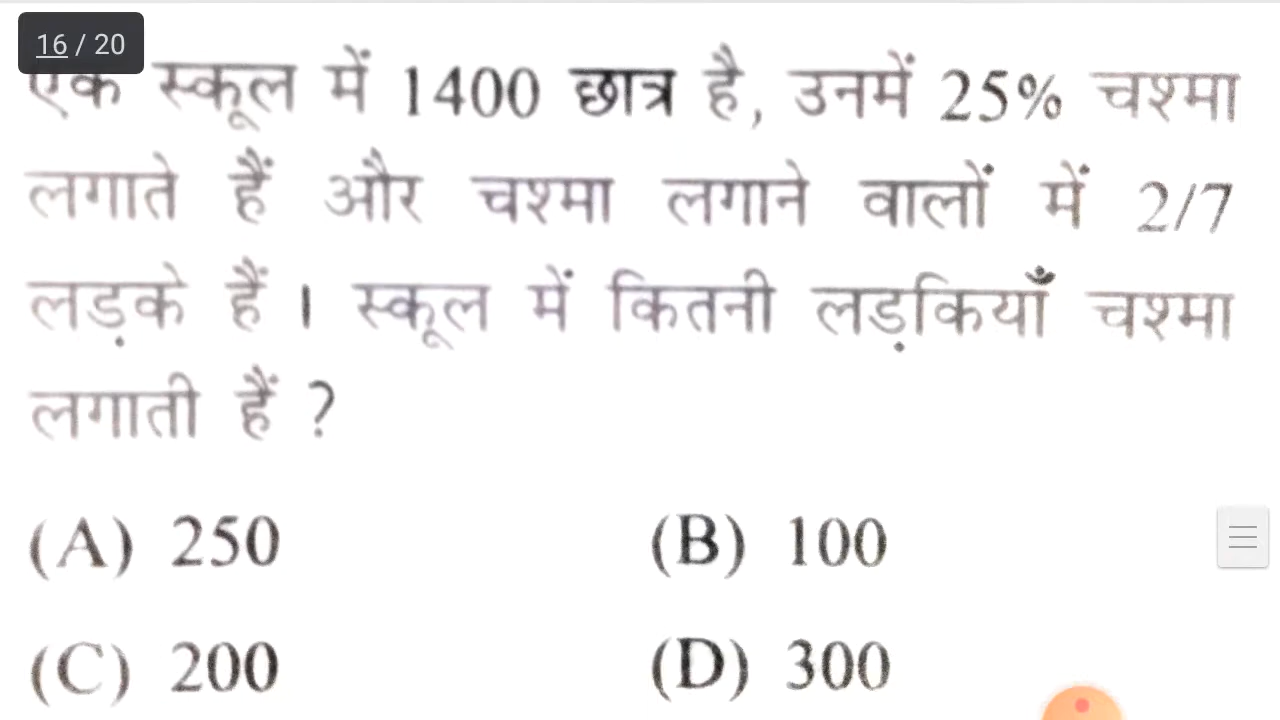 16 / 20
एक स्कूल में 1400 छात्र है, उनमें 25% चश्मा
लगाते हैं और चश्मा लगाने वालों में 2/7
लड़के हैं । स्कूल में कितनी लड़कियाँ चश्मा
लगाती हैं ?
(A) 250 (B) 100
(C) 200 (D) 300